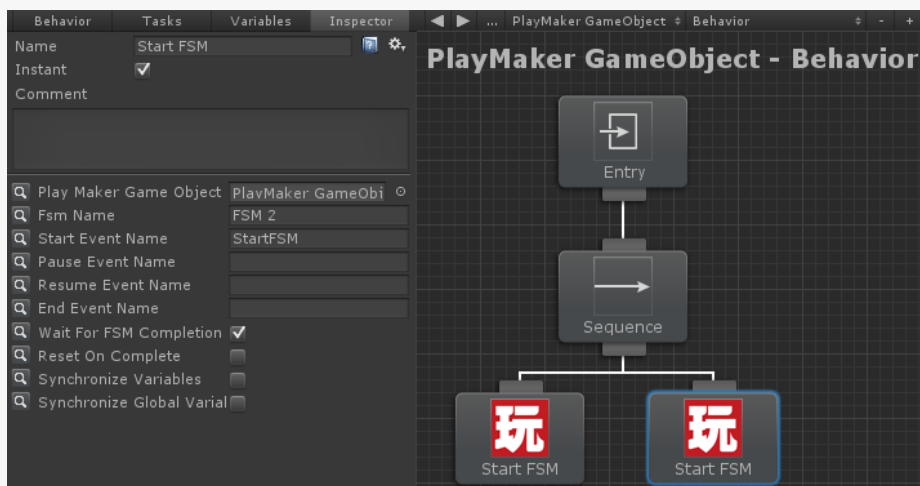 Behavior Tasks Variables Inspector
Name Start FSM
Instant
Comment
Play Maker Game Object PlayMaker GameObj
Fsm Name FSM 2
Start Event Name StartFSM
Pause Event Name
Resume Event Name
End Event Name
Wait For FSM Completion
Reset On Complete
Synchronize Variables
Synchronize Global Varial
... PlayMaker GameObject Behavior - +
PlayMaker GameObject - Behavior
Entry
Sequence
玩 玩
Start FSM Start FSM